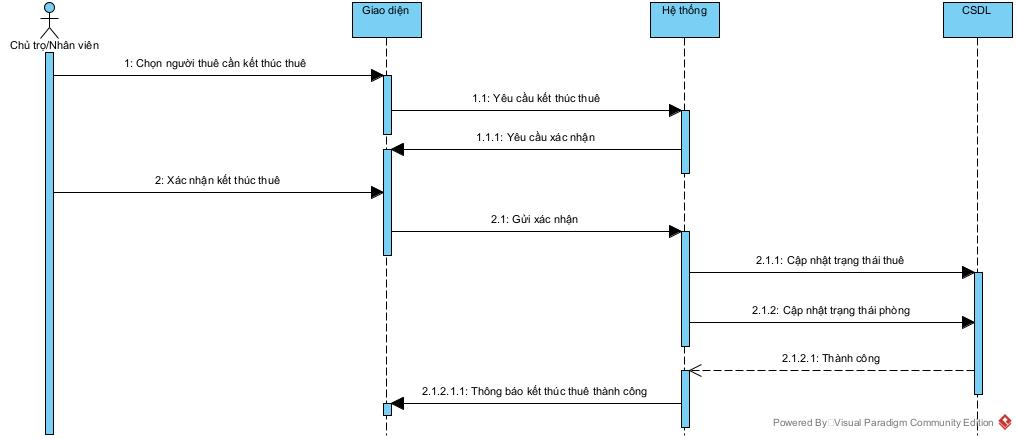 Giao diện
Hệ thống
CSDL
Chủ trọ/Nhân viên
1: Chọn người thuê cần kết thúc thuê
1.1: Yêu cầu kết thúc thuê
1.1.1: Yêu cầu xác nhận
2: Xác nhận kết thúc thuê
2.1: Gửi xác nhận
2.1.1: Cập nhật trạng thái thuê
2.1.2: Cập nhật trạng thái phòng
2.1.2.1: Thành công
2.1.2.1.1: Thông báo kết thúc thuê thành công
Powered By Visual Paradigm Community Edition